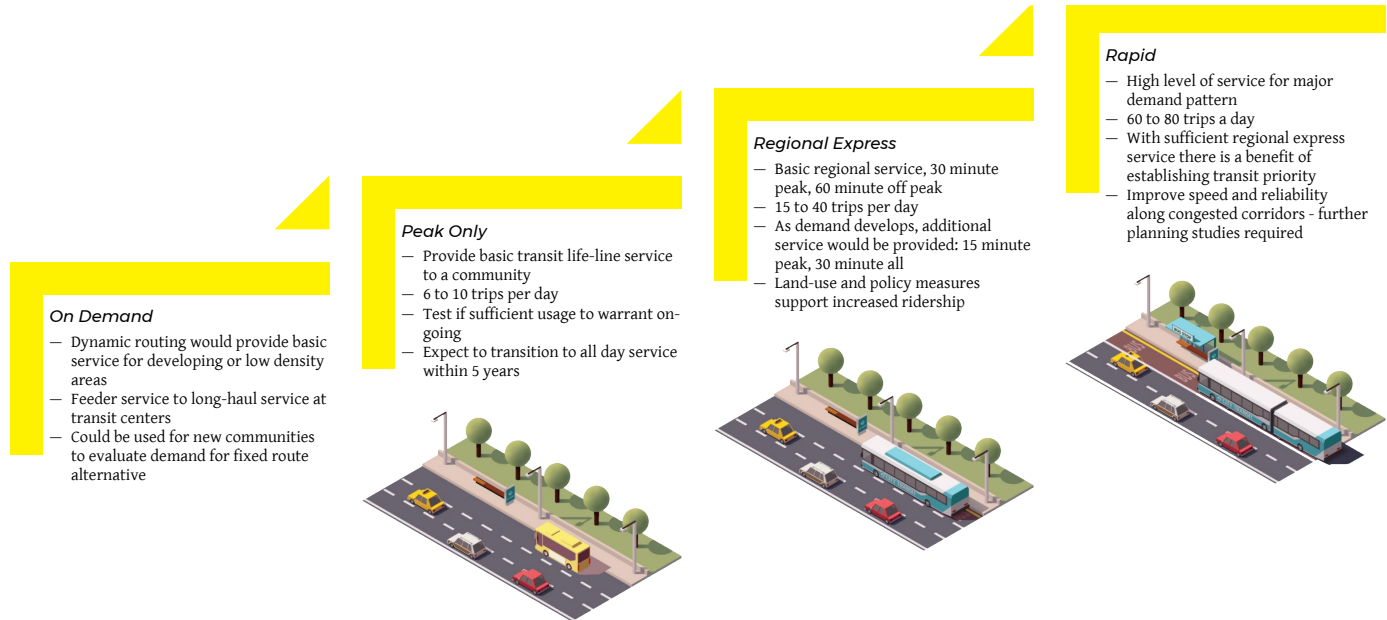 On Demand
— Dynamic routing would provide basic
service for developing or low density
areas
— Feeder service to long-haul service at
transit centers
— Could be used for new communities
to evaluate demand for fixed route
alternative
Peak Only
— Provide basic transit life-line service
to a community
— 6 to 10 trips per day
— Test if sufficient usage to warrant on-
going
— Expect to transition to all day service
within 5 years
Regional Express
— Basic regional service, 30 minute
peak, 60 minute off peak
— 15 to 40 trips per day
— As demand develops, additional
service would be provided: 15 minute
peak, 30 minute all
— Land-use and policy measures
support increased ridership
Rapid
— High level of service for major
demand pattern
— 60 to 80 trips a day
— With sufficient regional express
service there is a benefit of
establishing transit priority
— Improve speed and reliability
along congested corridors - further
planning studies required